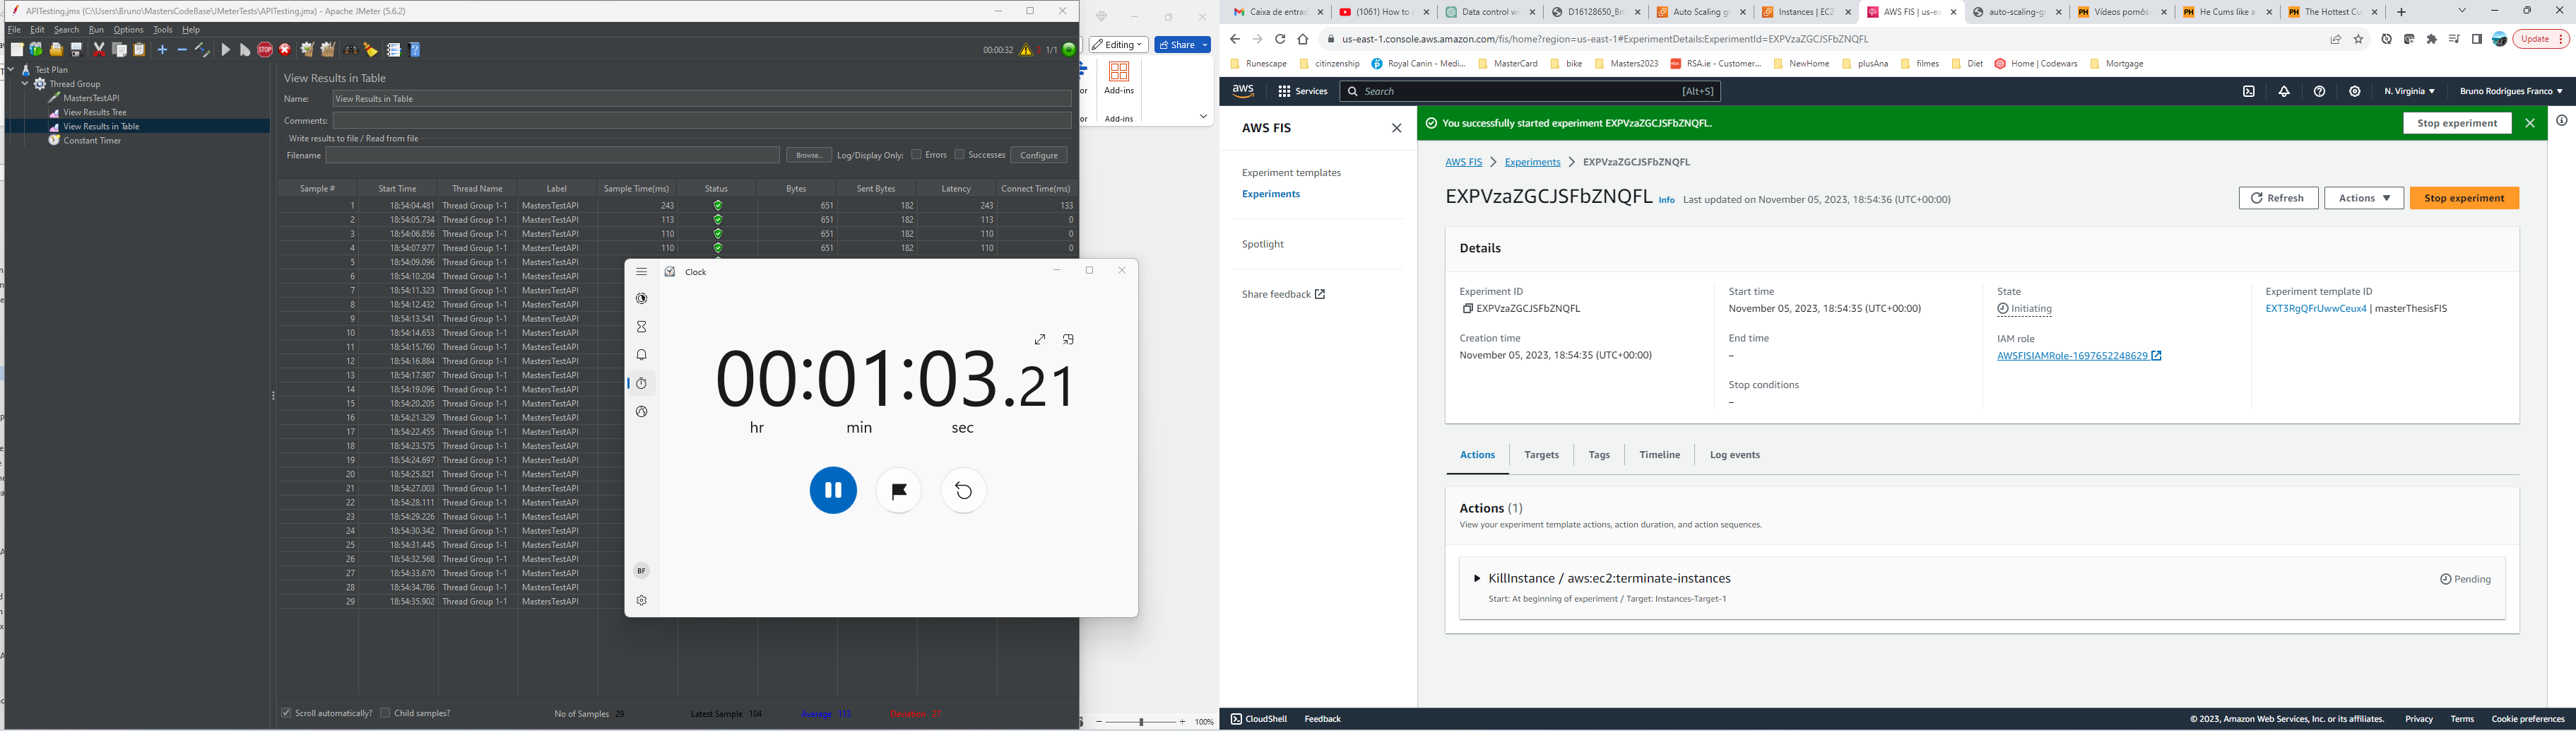 APITesting.jmx (C:\Users\Bruno\MastersCodeBase\JMeterTests\APITesting.jmx) - Apache JMeter (5.6.2)
File Edit Search Run Options Tools Help
00:00:32 2 1/1
Test Plan
Thread Group
MastersTestAPI
View Results Tree
View Results in Table
Constant Timer
View Results in Table
Name: View Results in Table
Comments:
Write results to file / Read from file
Filename Browse... Log/Display Only: Errors Successes Configure
Sample # Start Time Thread Name Label Sample Time(ms) Status Bytes Sent Bytes Latency Connect Time(ms)
1 18:54:04.481 Thread Group 1-1 MastersTestAPI 243 651 182 243 133
2 18:54:05.734 Thread Group 1-1 MastersTestAPI 113 651 182 113 0
3 18:54:06.856 Thread Group 1-1 MastersTestAPI 110 651 182 110 0
4 18:54:07.977 Thread Group 1-1 MastersTestAPI 110 651 182 110 0
5 18:54:09.096 Thread Group 1-1 MastersTestAPI
6 18:54:10.204 Thread Group 1-1 MastersTestAPI
7 18:54:11.323 Thread Group 1-1 MastersTestAPI
8 18:54:12.432 Thread Group 1-1 MastersTestAPI
9 18:54:13.541 Thread Group 1-1 MastersTestAPI
10 18:54:14.653 Thread Group 1-1 MastersTestAPI
11 18:54:15.760 Thread Group 1-1 MastersTestAPI
12 18:54:16.884 Thread Group 1-1 MastersTestAPI
13 18:54:17.987 Thread Group 1-1 MastersTestAPI
14 18:54:19.096 Thread Group 1-1 MastersTestAPI
15 18:54:20.205 Thread Group 1-1 MastersTestAPI
16 18:54:21.329 Thread Group 1-1 MastersTestAPI
17 18:54:22.455 Thread Group 1-1 MastersTestAPI
18 18:54:23.575 Thread Group 1-1 MastersTestAPI
19 18:54:24.697 Thread Group 1-1 MastersTestAPI
20 18:54:25.821 Thread Group 1-1 MastersTestAPI
21 18:54:27.003 Thread Group 1-1 MastersTestAPI
22 18:54:28.111 Thread Group 1-1 MastersTestAPI
23 18:54:29.226 Thread Group 1-1 MastersTestAPI
24 18:54:30.342 Thread Group 1-1 MastersTestAPI
25 18:54:31.445 Thread Group 1-1 MastersTestAPI
26 18:54:32.568 Thread Group 1-1 MastersTestAPI
27 18:54:33.670 Thread Group 1-1 MastersTestAPI
28 18:54:34.786 Thread Group 1-1 MastersTestAPI
29 18:54:35.902 Thread Group 1-1 MastersTestAPI
Scroll automatically? Child samples? No of Samples 29 Latest Sample 104 Average 113 Deviation 27
Clock
00:01:03.21
hr min sec
BF
Editing Share
Add-ins
Add-ins
100%
Caixa de entra (1061) How to Data control wi D16128650_Br Auto Scaling g Instances | EC2 AWS FIS | us-ea auto-scaling-g Vídeos pornôs He Cums like a The Hottest Cu
us-east-1.console.aws.amazon.com/fis/home?region=us-east-1#ExperimentDetails:ExperimentId=EXPVzaZGCJSFbZNQFL
Update
Runescape citinzenship Royal Canin - Medi... MasterCard bike Masters2023 RSA.ie - Customer... NewHome plusAna filmes Diet Home | Codewars Mortgage
aws Services Search [Alt+S] N. Virginia Bruno Rodrigues Franco
AWS FIS
Experiment templates
Experiments
Spotlight
Share feedback
You successfully started experiment EXPVzaZGCJSFbZNQFL. Stop experiment
AWS FIS Experiments EXPVzaZGCJSFbZNQFL
EXPVzaZGCJSFbZNQFL Info Last updated on November 05, 2023, 18:54:36 (UTC+00:00) Refresh Actions Stop experiment
Details
Experiment ID
EXPVzaZGCJSFbZNQFL
Creation time
November 05, 2023, 18:54:35 (UTC+00:00)
Start time
November 05, 2023, 18:54:35 (UTC+00:00)
End time
–
Stop conditions
–
State
Initiating
IAM role
AWSFISIAMRole-1697652248629
Experiment template ID
EXT3RgQFrUwwCeux4 | masterThesisFIS
Actions Targets Tags Timeline Log events
Actions (1)
View your experiment template actions, action duration, and action sequences.
KillInstance / aws:ec2:terminate-instances Pending
Start: At beginning of experiment / Target: Instances-Target-1
CloudShell Feedback © 2023, Amazon Web Services, Inc. or its affiliates. Privacy Terms Cookie preferences